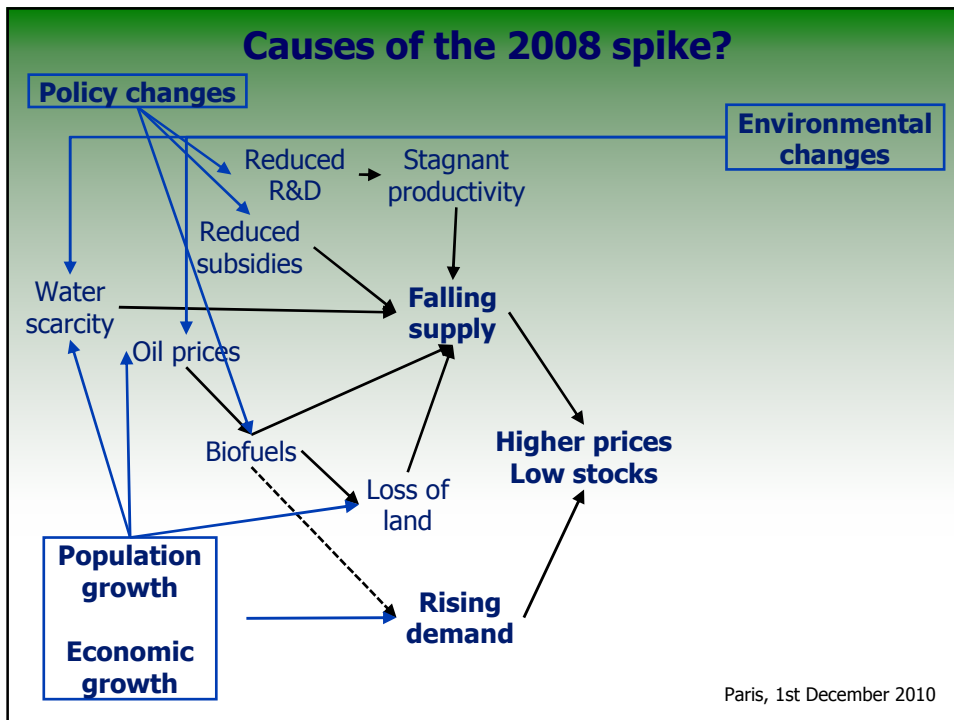 Causes of the 2008 spike?
Policy changes
Environmental
changes
Reduced
R&D
Stagnant
productivity
Reduced
subsidies
Water
scarcity
Falling
supply
Oil prices
Biofuels
Higher prices
Low stocks
Loss of
land
Population
growth
Economic
growth
Rising
demand
Paris, 1st December 2010